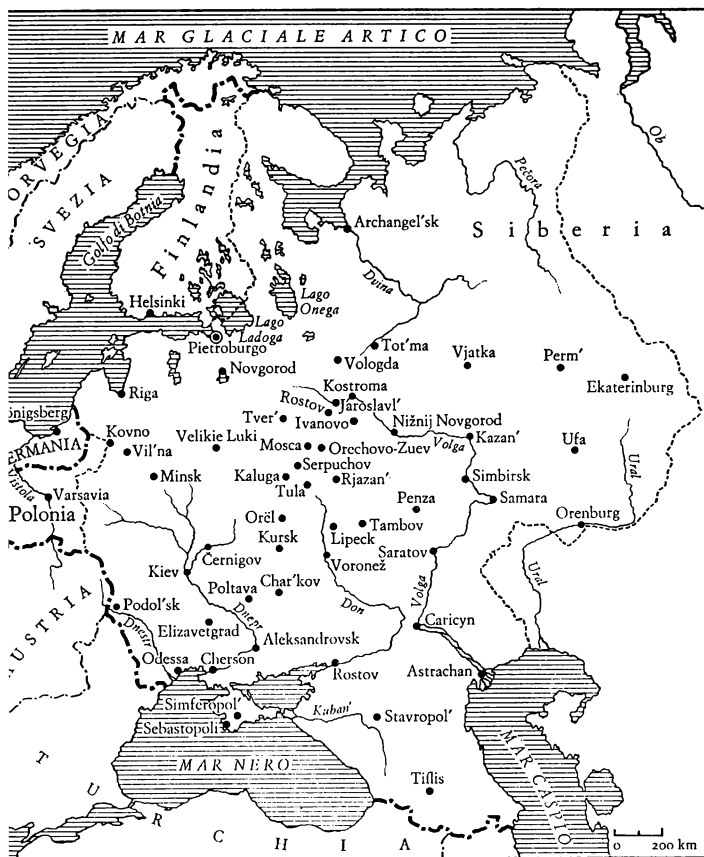 MAR GLACIALE ARTICO
ORVEGIA
SVEZIA
Golfo di Botnia
Finlandia
Pečora
Ob
Siberia
Archangel'sk
Dvina
Helsinki
Lago
Onega
Lago
Ladoga
Pietroburgo
Novgorod
Tot'ma
Vologda
Vjatka
Perm'
Ekaterinburg
Riga
Kostroma
Rostov
Jaroslavl'
Ivanovo
Tver'
Nižnij Novgorod
Volga
Kazan'
Ufa
Ural
önigsberg
ERMANIA
Kovno
Vil'na
Velikie Luki
Mosca
Orechovo-Zuev
Serpuchov
Kaluga
Tula
Rjazan'
Simbirsk
Samara
Minsk
Vistola
Varsavia
Polonia
Penza
Orenburg
Orël
Tambov
Lipeck
Kursk
Saratov
Černigov
Voronež
Kiev
Char'kov
Poltava
Volga
Ural
Don
Podol'sk
Dnepr
Dnestr
AUSTRIA
Elizavetgrad
Aleksandrovsk
Caricyn
Odessa
Cherson
Rostov
Astrachan
Simferopol'
Sebastopoli
Kuban'
Stavropol'
MAR NERO
MAR CASPIO
Tiflis
TURCHIA
0 200 km